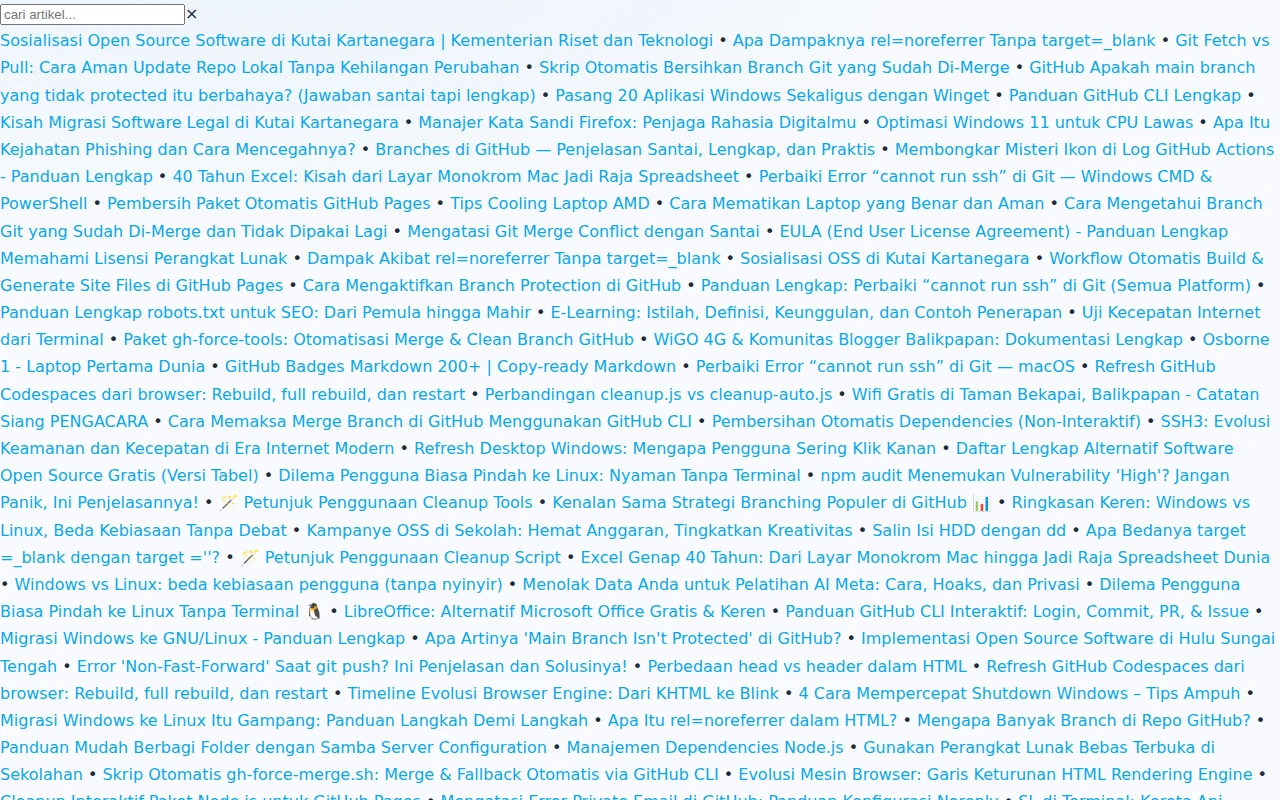 cari artikel... ×
Sosialisasi Open Source Software di Kutai Kartanegara | Kementerian Riset dan Teknologi • Apa Dampaknya rel=noreferrer Tanpa target=_blank • Git Fetch vs
Pull: Cara Aman Update Repo Lokal Tanpa Kehilangan Perubahan • Skrip Otomatis Bersihkan Branch Git yang Sudah Di-Merge • GitHub Apakah main branch
yang tidak protected itu berbahaya? (Jawaban santai tapi lengkap) • Pasang 20 Aplikasi Windows Sekaligus dengan Winget • Panduan GitHub CLI Lengkap •
Kisah Migrasi Software Legal di Kutai Kartanegara • Manajer Kata Sandi Firefox: Penjaga Rahasia Digitalmu • Optimasi Windows 11 untuk CPU Lawas • Apa Itu
Kejahatan Phishing dan Cara Mencegahnya? • Branches di GitHub — Penjelasan Santai, Lengkap, dan Praktis • Membongkar Misteri Ikon di Log GitHub Actions
- Panduan Lengkap • 40 Tahun Excel: Kisah dari Layar Monokrom Mac Jadi Raja Spreadsheet • Perbaiki Error “cannot run ssh” di Git — Windows CMD &
PowerShell • Pembersih Paket Otomatis GitHub Pages • Tips Cooling Laptop AMD • Cara Mematikan Laptop yang Benar dan Aman • Cara Mengetahui Branch
Git yang Sudah Di-Merge dan Tidak Dipakai Lagi • Mengatasi Git Merge Conflict dengan Santai • EULA (End User License Agreement) - Panduan Lengkap
Memahami Lisensi Perangkat Lunak • Dampak Akibat rel=noreferrer Tanpa target=_blank • Sosialisasi OSS di Kutai Kartanegara • Workflow Otomatis Build &
Generate Site Files di GitHub Pages • Cara Mengaktifkan Branch Protection di GitHub • Panduan Lengkap: Perbaiki “cannot run ssh” di Git (Semua Platform) •
Panduan Lengkap robots.txt untuk SEO: Dari Pemula hingga Mahir • E-Learning: Istilah, Definisi, Keunggulan, dan Contoh Penerapan • Uji Kecepatan Internet
dari Terminal • Paket gh-force-tools: Otomatisasi Merge & Clean Branch GitHub • WiGO 4G & Komunitas Blogger Balikpapan: Dokumentasi Lengkap • Osborne
1 - Laptop Pertama Dunia • GitHub Badges Markdown 200+ | Copy-ready Markdown • Perbaiki Error “cannot run ssh” di Git — macOS • Refresh GitHub
Codespaces dari browser: Rebuild, full rebuild, dan restart • Perbandingan cleanup.js vs cleanup-auto.js • Wifi Gratis di Taman Bekapai, Balikpapan - Catatan
Siang PENGACARA • Cara Memaksa Merge Branch di GitHub Menggunakan GitHub CLI • Pembersihan Otomatis Dependencies (Non-Interaktif) • SSH3: Evolusi
Keamanan dan Kecepatan di Era Internet Modern • Refresh Desktop Windows: Mengapa Pengguna Sering Klik Kanan • Daftar Lengkap Alternatif Software
Open Source Gratis (Versi Tabel) • Dilema Pengguna Biasa Pindah ke Linux: Nyaman Tanpa Terminal • npm audit Menemukan Vulnerability 'High'? Jangan
Panik, Ini Penjelasannya! • 🪄 Petunjuk Penggunaan Cleanup Tools • Kenalan Sama Strategi Branching Populer di GitHub 📊 • Ringkasan Keren: Windows vs
Linux, Beda Kebiasaan Tanpa Debat • Kampanye OSS di Sekolah: Hemat Anggaran, Tingkatkan Kreativitas • Salin Isi HDD dengan dd • Apa Bedanya target
=_blank dengan target =''? • 🪄 Petunjuk Penggunaan Cleanup Script • Excel Genap 40 Tahun: Dari Layar Monokrom Mac hingga Jadi Raja Spreadsheet Dunia
• Windows vs Linux: beda kebiasaan pengguna (tanpa nyinyir) • Menolak Data Anda untuk Pelatihan AI Meta: Cara, Hoaks, dan Privasi • Dilema Pengguna
Biasa Pindah ke Linux Tanpa Terminal 🐧 • LibreOffice: Alternatif Microsoft Office Gratis & Keren • Panduan GitHub CLI Interaktif: Login, Commit, PR, & Issue •
Migrasi Windows ke GNU/Linux - Panduan Lengkap • Apa Artinya 'Main Branch Isn't Protected' di GitHub? • Implementasi Open Source Software di Hulu Sungai
Tengah • Error 'Non-Fast-Forward' Saat git push? Ini Penjelasan dan Solusinya! • Perbedaan head vs header dalam HTML • Refresh GitHub Codespaces dari
browser: Rebuild, full rebuild, dan restart • Timeline Evolusi Browser Engine: Dari KHTML ke Blink • 4 Cara Mempercepat Shutdown Windows – Tips Ampuh •
Migrasi Windows ke Linux Itu Gampang: Panduan Langkah Demi Langkah • Apa Itu rel=noreferrer dalam HTML? • Mengapa Banyak Branch di Repo GitHub? •
Panduan Mudah Berbagi Folder dengan Samba Server Configuration • Manajemen Dependencies Node.js • Gunakan Perangkat Lunak Bebas Terbuka di
Sekolahan • Skrip Otomatis gh-force-merge.sh: Merge & Fallback Otomatis via GitHub CLI • Evolusi Mesin Browser: Garis Keturunan HTML Rendering Engine •
Cleanup Interaktif Paket Node.js untuk GitHub Pages • Mengatasi Error Private Email di GitHub: Panduan Konfigurasi Noreply • SL di Terminal: Kereta Api